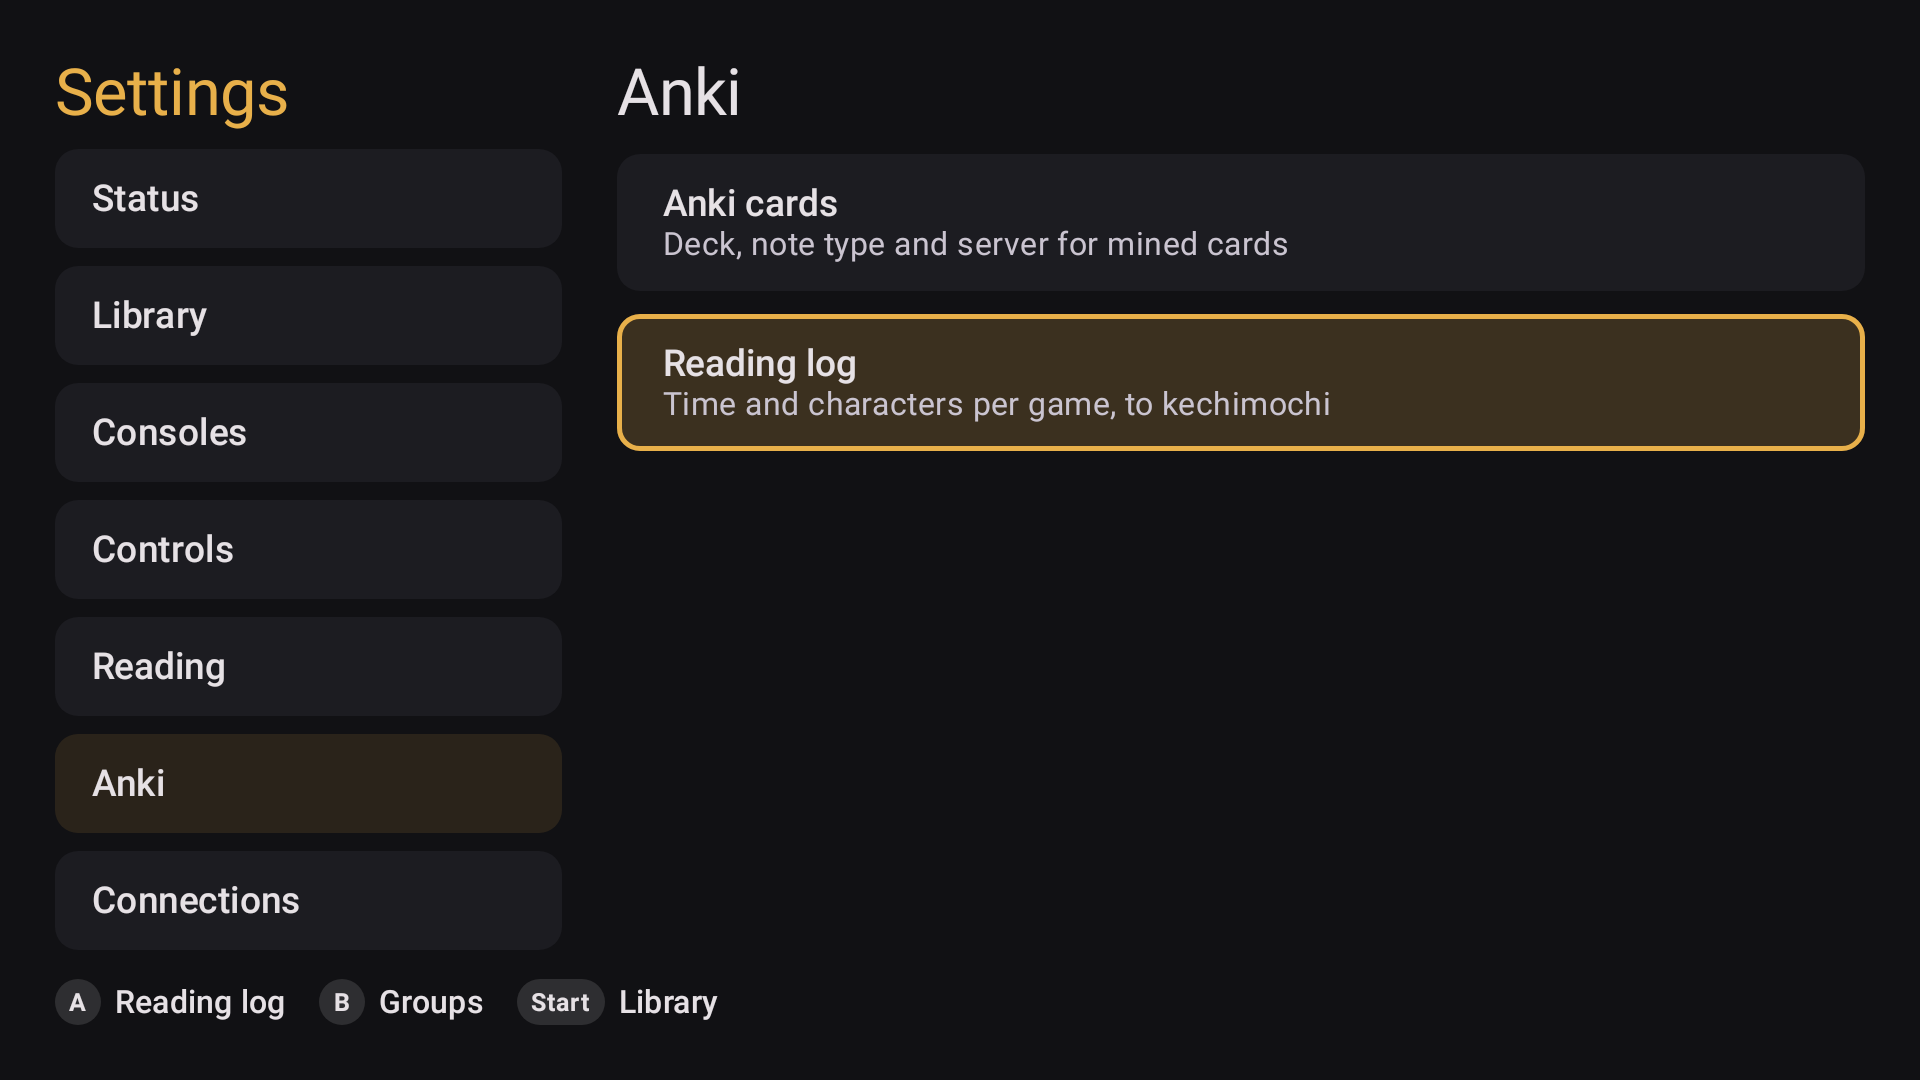 Settings
Status
Library
Consoles
Controls
Reading
Anki
Connections
Anki
Anki cards
Deck, note type and server for mined cards
Reading log
Time and characters per game, to kechimochi
A Reading log B Groups Start Library